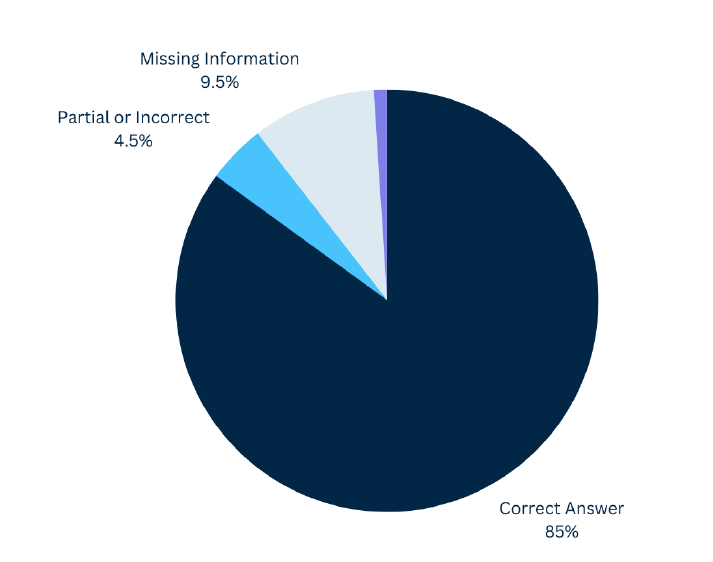 Missing Information
9.5%
Partial or Incorrect
4.5%
Correct Answer
85%